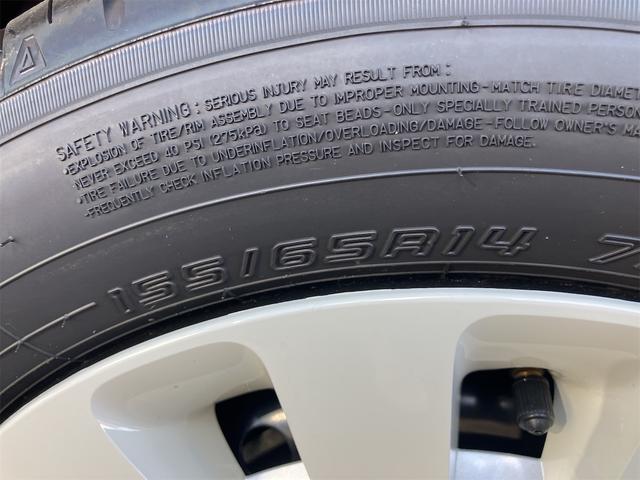 SAFETY WARNING: SERIOUS INJURY MAY RESULT FROM:
•EXPLOSION OF TIRE/RIM ASSEMBLY DUE TO IMPROPER MOUNTING-MATCH TIRE DIAMET
NEVER EXCEED 40 PSI (275kPa) TO SEAT BEADS-ONLY SPECIALLY TRAINED PERSON
•TIRE FAILURE DUE TO UNDERINFLATION/OVERLOADING/DAMAGE-FOLLOW OWNER'S MA
-FREQUENTLY CHECK INFLATION PRESSURE AND INSPECT FOR DAMAGE.
155/65R14 7